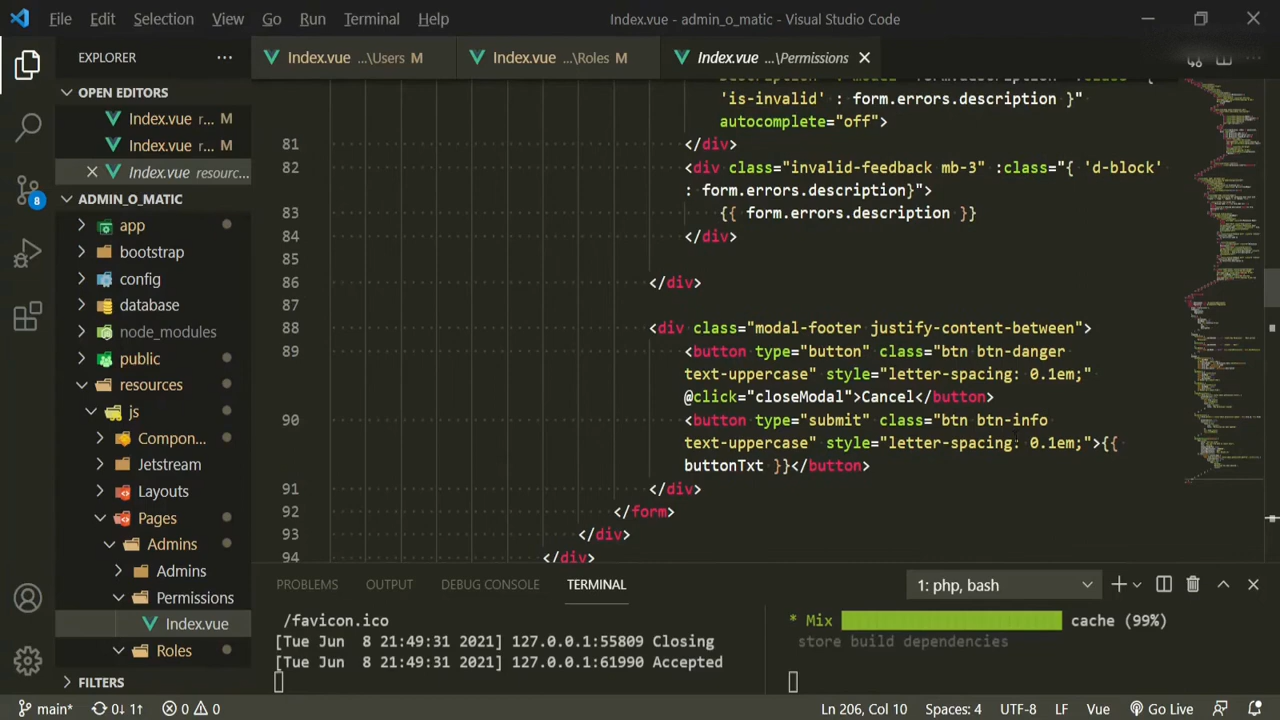 File Edit Selection View Go Run Terminal Help Index.vue - admin_o_matic - Visual Studio Code
EXPLORER
Index.vue ...\Users M
Index.vue ...\Roles M
Index.vue ...\Permissions
OPEN EDITORS
Index.vue r... M
Index.vue r... M
Index.vue resourc...
ADMIN_O_MATIC
app
bootstrap
config
database
node_modules
public
resources
js
Compon...
Jetstream
Layouts
Pages
Admins
Admins
Permissions
Index.vue
Roles
FILTERS
8
'is-invalid' : form.errors.description }"
autocomplete="off">
81 </div>
82 <div class="invalid-feedback mb-3" :class="{ 'd-block'
: form.errors.description}">
83 {{ form.errors.description }}
84 </div>
85
86 </div>
87
88 <div class="modal-footer justify-content-between">
89 <button type="button" class="btn btn-danger
text-uppercase" style="letter-spacing: 0.1em;"
@click="closeModal">Cancel</button>
90 <button type="submit" class="btn btn-info
text-uppercase" style="letter-spacing: 0.1em;">{{
buttonTxt }}</button>
91 </div>
92 </form>
93 </div>
94 </div>
PROBLEMS OUTPUT DEBUG CONSOLE TERMINAL 1: php, bash
/favicon.ico
[Tue Jun 8 21:49:31 2021] 127.0.0.1:55809 Closing
[Tue Jun 8 21:49:31 2021] 127.0.0.1:61990 Accepted
* Mix cache (99%)
store build dependencies
main* 0↓ 1↑ 0 0 Ln 206, Col 10 Spaces: 4 UTF-8 LF Vue Go Live